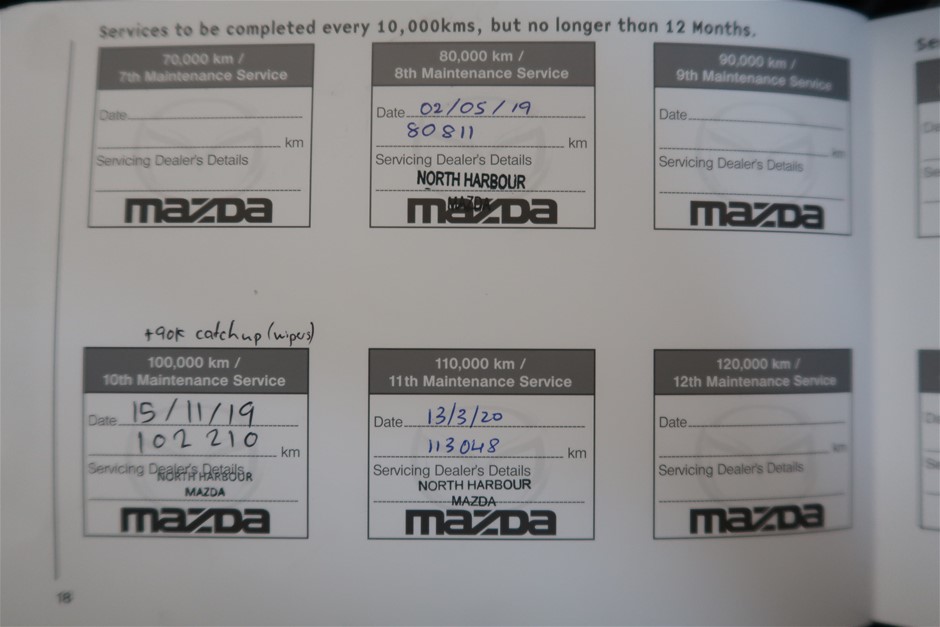 Services to be completed every 10,000kms, but no longer than 12 Months.
70,000 km /
7th Maintenance Service
Date
km
Servicing Dealer's Details
mazda
80,000 km /
8th Maintenance Service
Date 02/05/19
80811 km
Servicing Dealer's Details
NORTH HARBOUR
MAZDA
mazda
90,000 km /
9th Maintenance Service
Date
km
Servicing Dealer's Details
mazda
+90k catchup (wipers)
100,000 km /
10th Maintenance Service
Date 15/11/19
102 210 km
Servicing Dealer's Details
NORTH HARBOUR
MAZDA
mazda
110,000 km /
11th Maintenance Service
Date 13/3/20
113048 km
Servicing Dealer's Details
NORTH HARBOUR
MAZDA
mazda
120,000 km /
12th Maintenance Service
Date
km
Servicing Dealer's Details
mazda
18